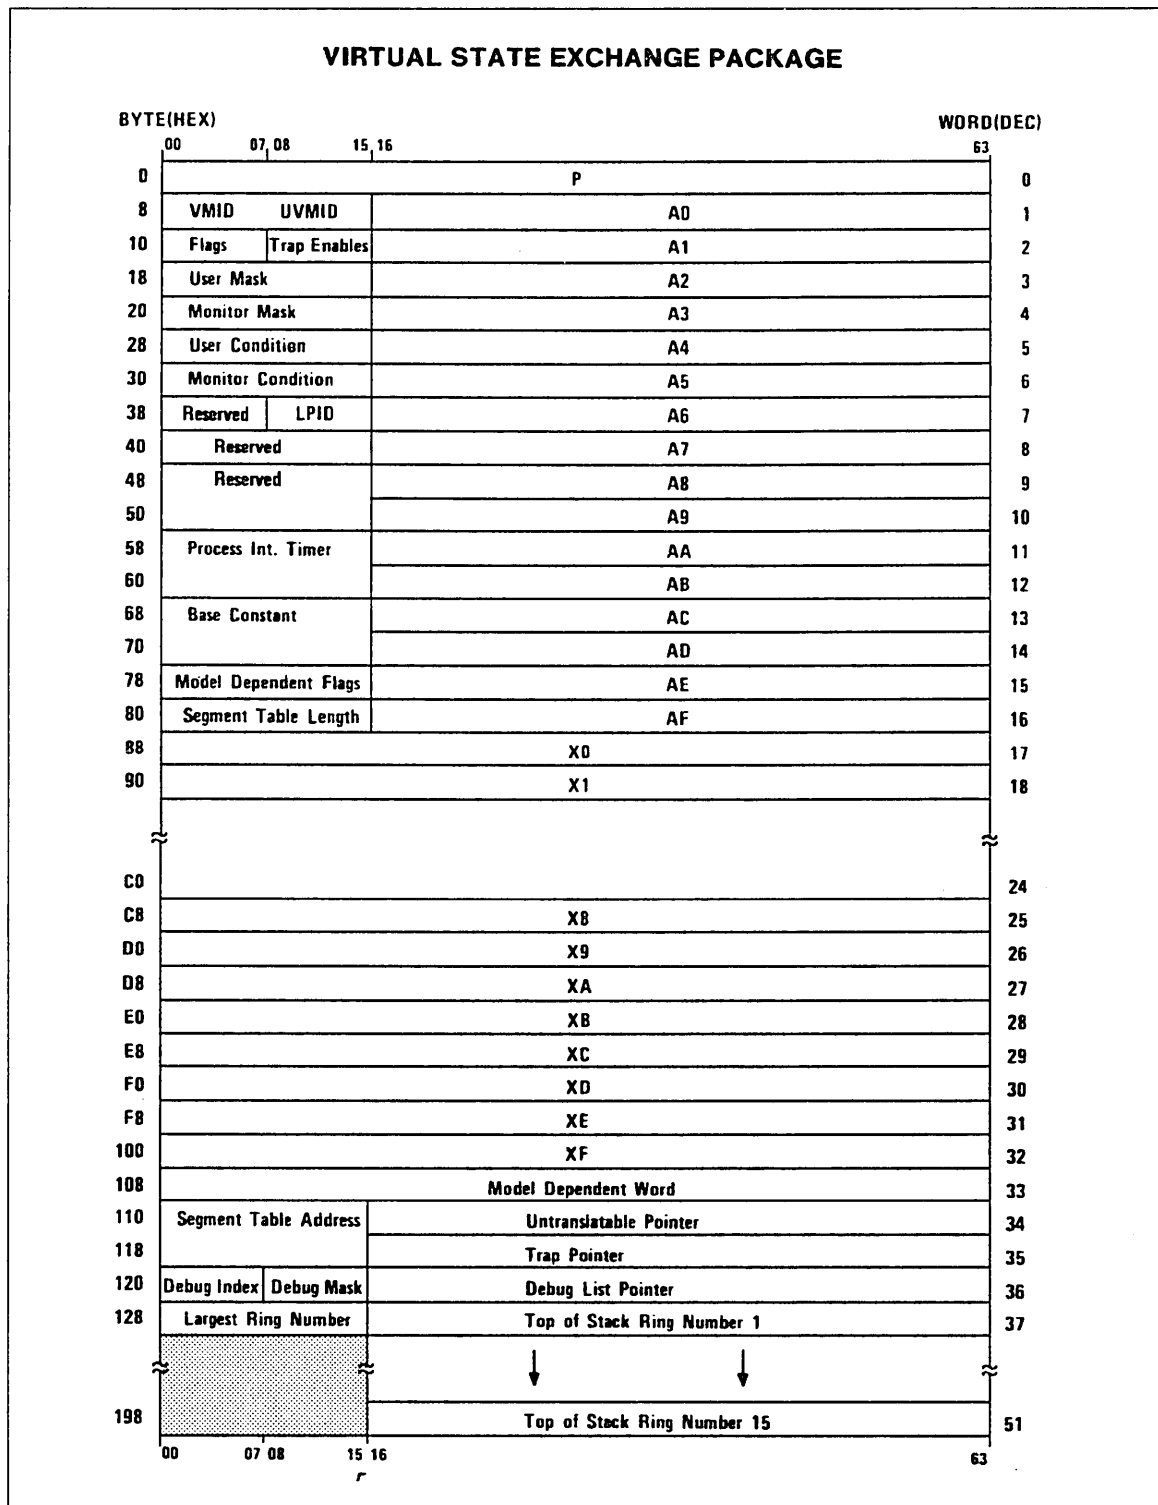 VIRTUAL STATE EXCHANGE PACKAGE
BYTE(HEX) WORD(DEC)
00 07 08 15 16 63
0 P 0
8 VMID UVMID A0 1
10 Flags Trap Enables A1 2
18 User Mask A2 3
20 Monitor Mask A3 4
28 User Condition A4 5
30 Monitor Condition A5 6
38 Reserved LPID A6 7
40 Reserved A7 8
48 Reserved A8 9
50 A9 10
58 Process Int. Timer AA 11
60 AB 12
68 Base Constant AC 13
70 AD 14
78 Model Dependent Flags AE 15
80 Segment Table Length AF 16
88 X0 17
90 X1 18
C0 24
C8 X8 25
D0 X9 26
D8 XA 27
E0 XB 28
E8 XC 29
F0 XD 30
F8 XE 31
100 XF 32
108 Model Dependent Word 33
110 Segment Table Address Untranslatable Pointer 34
118 Trap Pointer 35
120 Debug Index Debug Mask Debug List Pointer 36
128 Largest Ring Number Top of Stack Ring Number 1 37
198 Top of Stack Ring Number 15 51
00 07 08 15 16 63
r